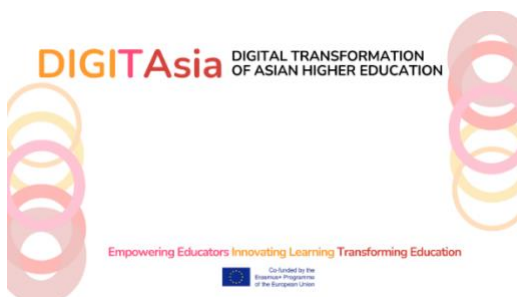 DIGITAsia DIGITAL TRANSFORMATION
OF ASIAN HIGHER EDUCATION
Empowering Educators Innovating Learning Transforming Education
Co-funded by the
Erasmus+ Programme
of the European Union